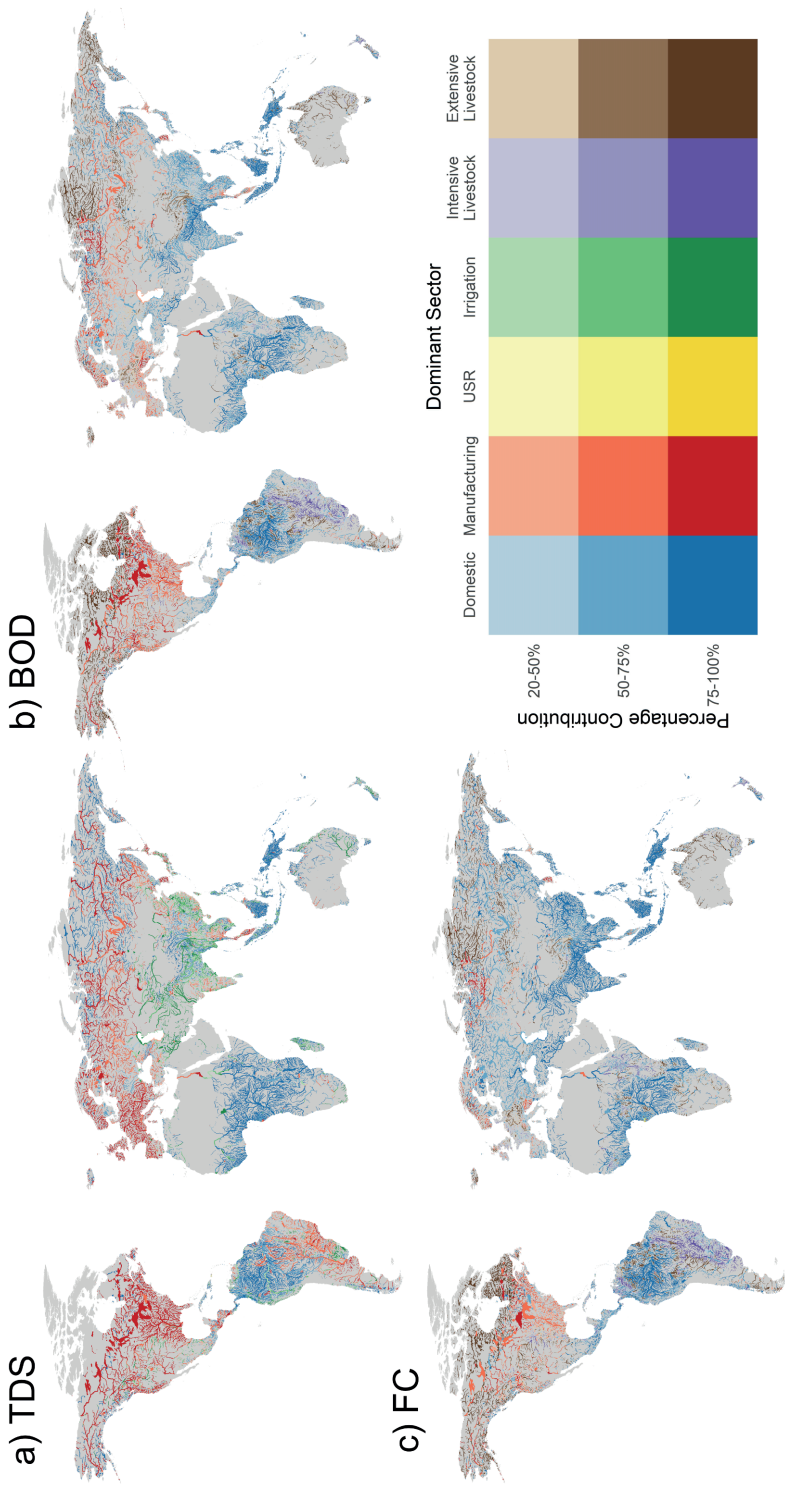 a) TDS
b) BOD
c) FC
Dominant Sector
Domestic
Manufacturing
USR
Irrigation
Intensive
Livestock
Extensive
Livestock
Percentage Contribution
20-50%
50-75%
75-100%